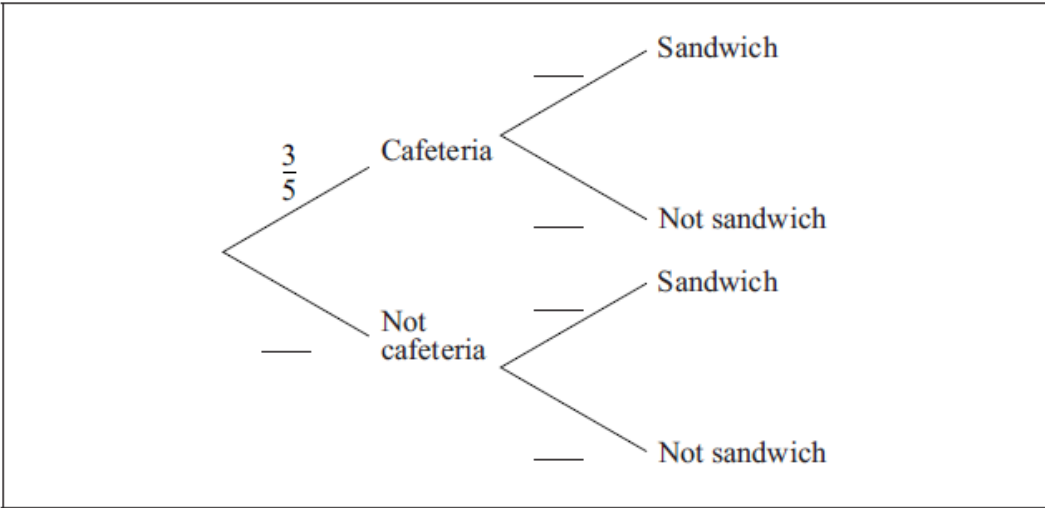 Sandwich
3
5
Cafeteria
Not sandwich
Sandwich
Not
cafeteria
Not sandwich